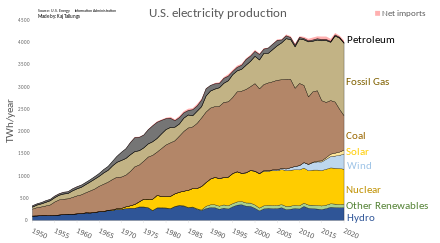 Source: U.S. Energy Information Administration
Made by: Raj Tallungs
U.S. electricity production
Net imports
TWh/year
4500
4000
3500
3000
2500
2000
1500
1000
500
0
Petroleum
Fossil Gas
Coal
Solar
Wind
Nuclear
Other Renewables
Hydro
1950
1955
1960
1965
1970
1975
1980
1985
1990
1995
2000
2005
2010
2015
2020